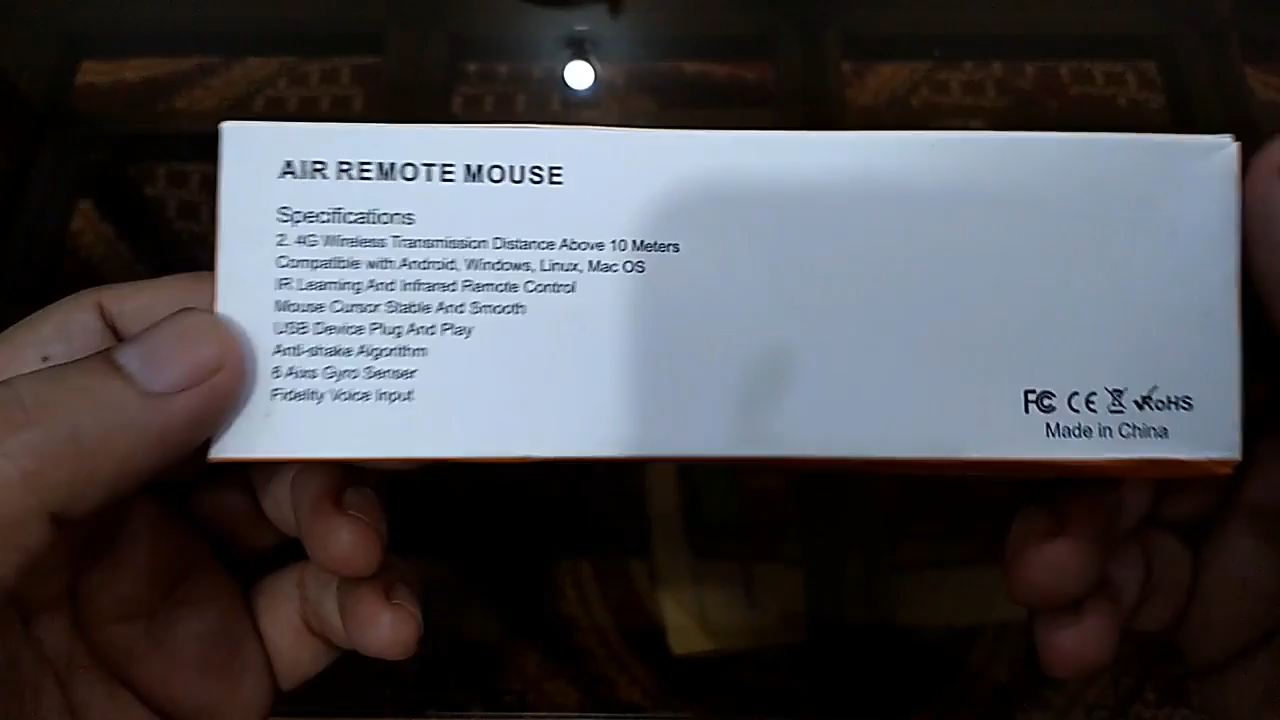 AIR REMOTE MOUSE
Specifications
2. 4G Wireless Transmission Distance Above 10 Meters
Compatible with Android, Windows, Linux, Mac OS
IR Learning And Infrared Remote Control
Mouse Cursor Stable And Smooth
USB Device Plug And Play
Anti-shake Algorithm
6 Axis Gyro Senser
Fidelity Voice Input
FC CE RoHS
Made in China